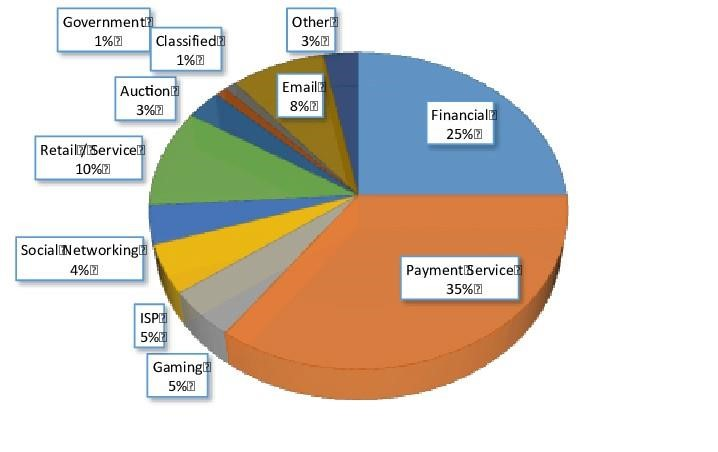 Government
1%
Classified
1%
Other
3%
Auction
3%
Email
8%
Financial
25%
Retail / Service
10%
Social Networking
4%
Payment Service
35%
ISP
5%
Gaming
5%